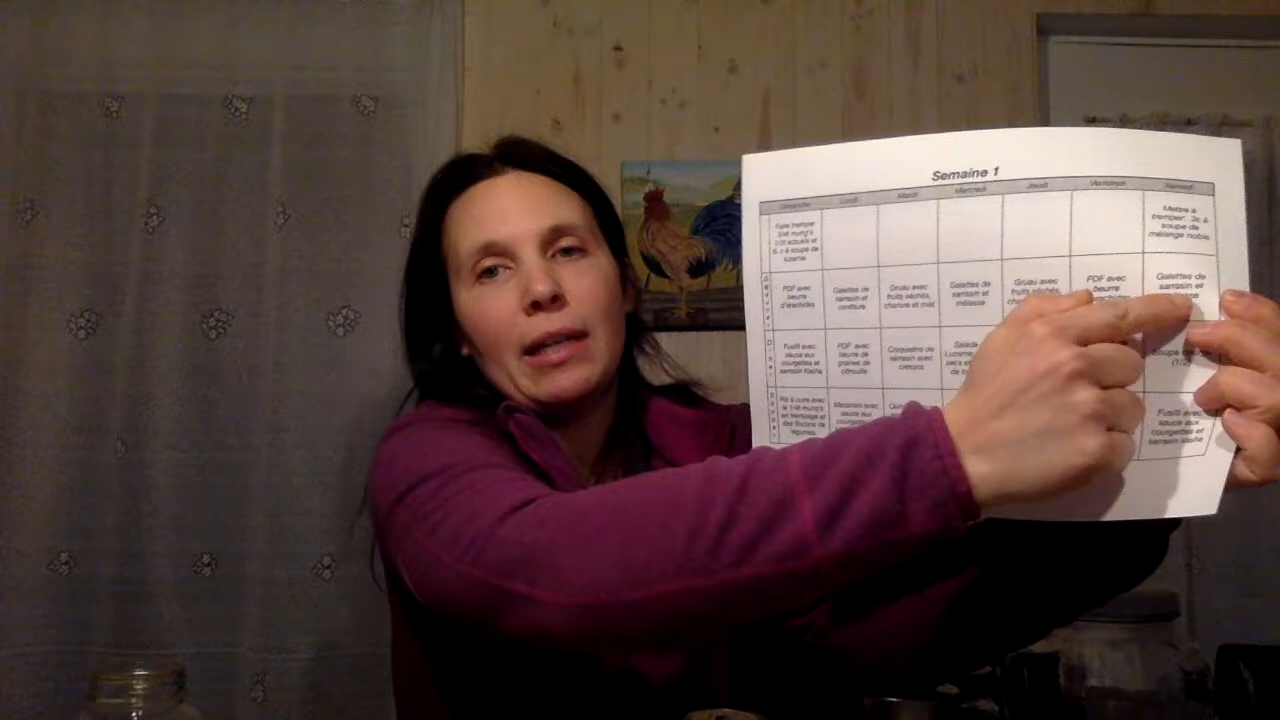 Semaine 1
Dimanche Lundi Mardi Mercredi Jeudi Vendredi Samedi
Faire tremper
1/4t mung's
1/2t adzukis et
6. c à soupe de
luzerne
Mettre à
tremper: 3c à
soupe de
mélange noble.
Déjeuner
PDF avec
beurre
d'arachides
Galettes de
sarrasin et
confiture
Gruau avec
fruits séchés,
chanvre et miel
Galettes de
sarrasin et
mélasse
Gruau avec
fruits séchés,
PDF avec
beurre
Galettes de
sarrasin et
Diner
Fusilli avec
sauce aux
courgettes et
sarrasin Kasha
PDF avec
beurre de
graines de
citrouille
Croquettes de
sarrasin avec
cretons
Salade
Luzerne
Soupe
Souper
Riz à cuire avec
le 1/4t mung's
en trempage et
des flocons de
légumes.
Macaroni avec
sauce aux
Fusilli avec
sauce aux
courgettes et
sarrasin kasha